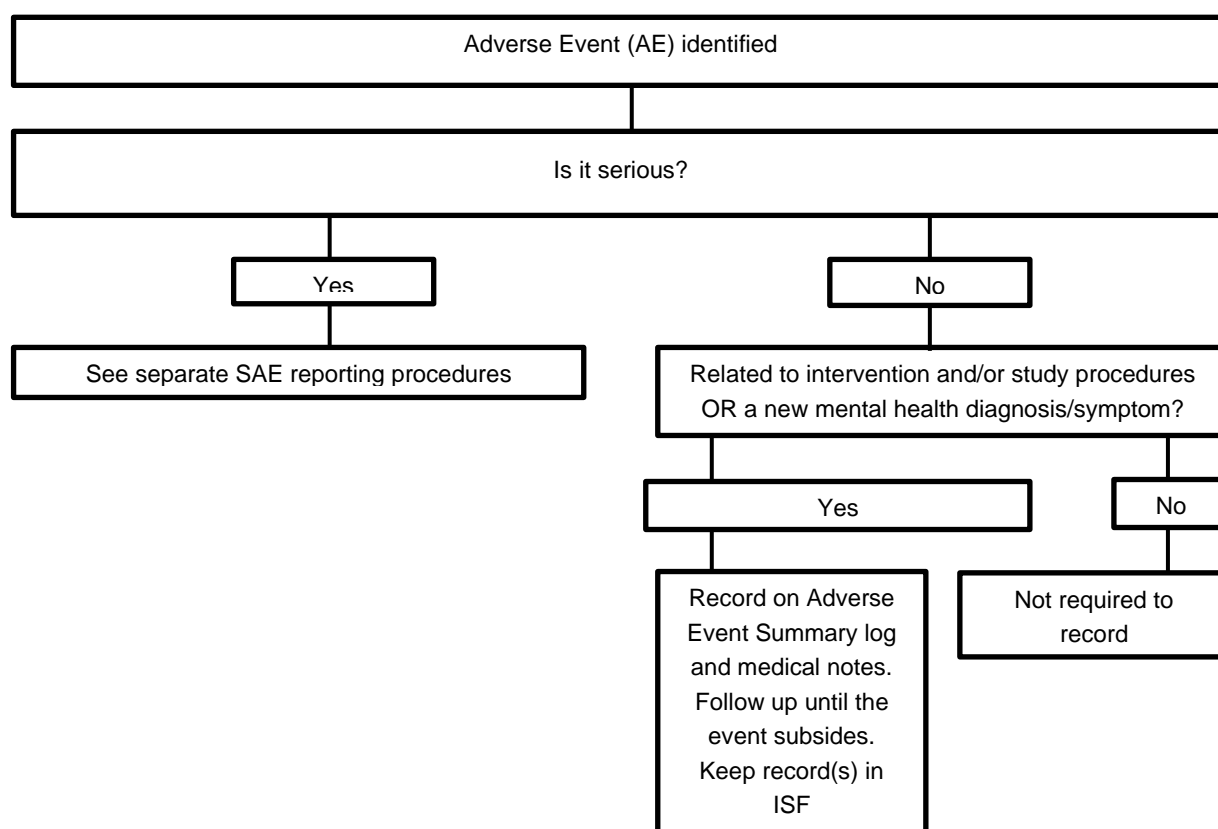 Adverse Event (AE) identified
Is it serious?
Yes
No
See separate SAE reporting procedures
Related to intervention and/or study procedures
OR a new mental health diagnosis/symptom?
Yes
No
Record on Adverse
Event Summary log
and medical notes.
Follow up until the
event subsides.
Keep record(s) in
ISF
Not required to
record